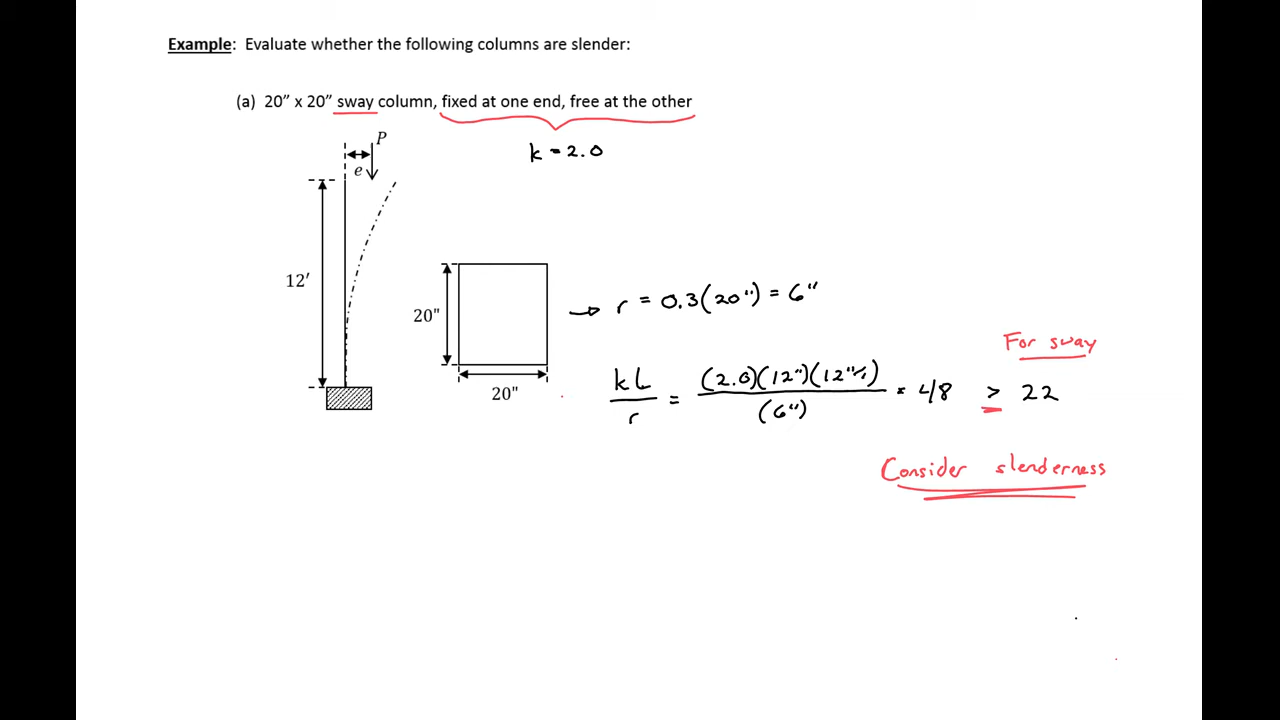 Example: Evaluate whether the following columns are slender:
(a) 20” x 20” sway column, fixed at one end, free at the other
P
k = 2.0
e
12′
20"
→ r = 0.3(20") = 6"
20"
For sway
kL / r = (2.0)(12")(12"/') / (6") = 48 > 22
Consider slenderness